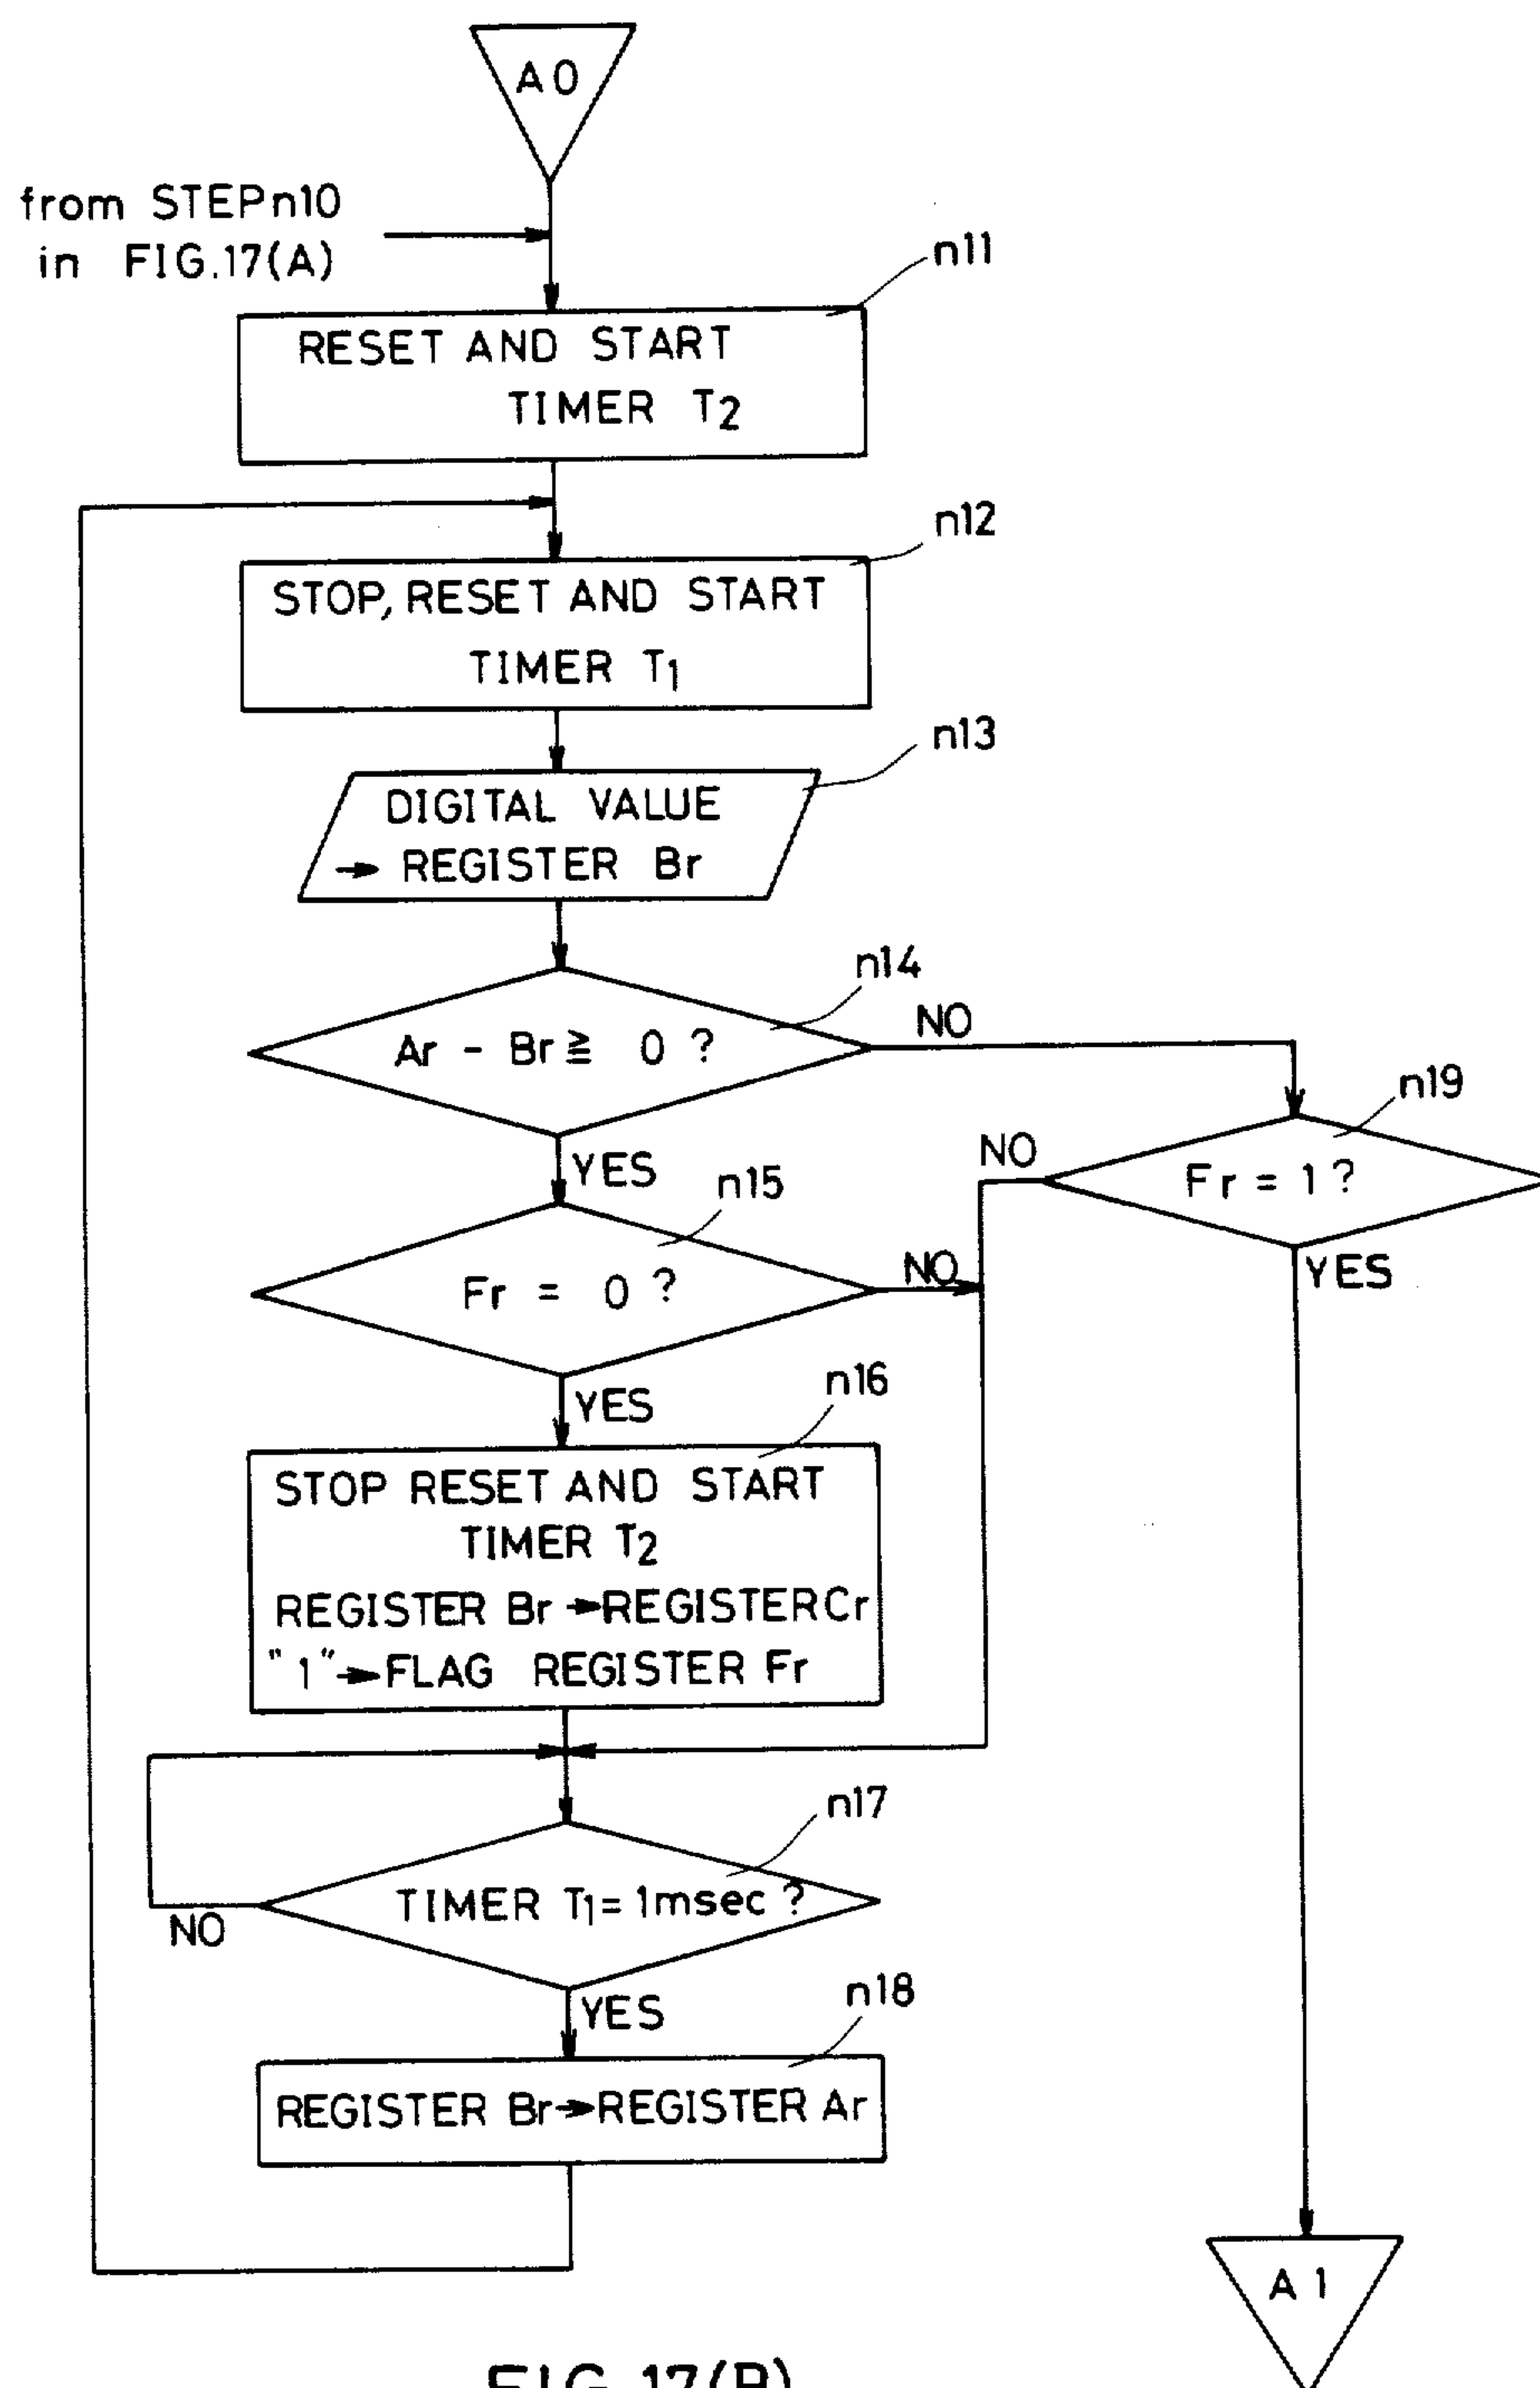 A0
from STEPn10
in FIG.17(A)
n11
RESET AND START
TIMER T2
n12
STOP, RESET AND START
TIMER T1
n13
DIGITAL VALUE
→ REGISTER Br
n14
Ar - Br ≧ 0 ?
NO
YES
n19
Fr = 1 ?
NO
YES
n15
Fr = 0 ?
NO
YES
n16
STOP RESET AND START
TIMER T2
REGISTER Br → REGISTER Cr
"1" → FLAG REGISTER Fr
n17
TIMER T1 = 1msec ?
NO
YES
n18
REGISTER Br → REGISTER Ar
A1
FIG.17(B)